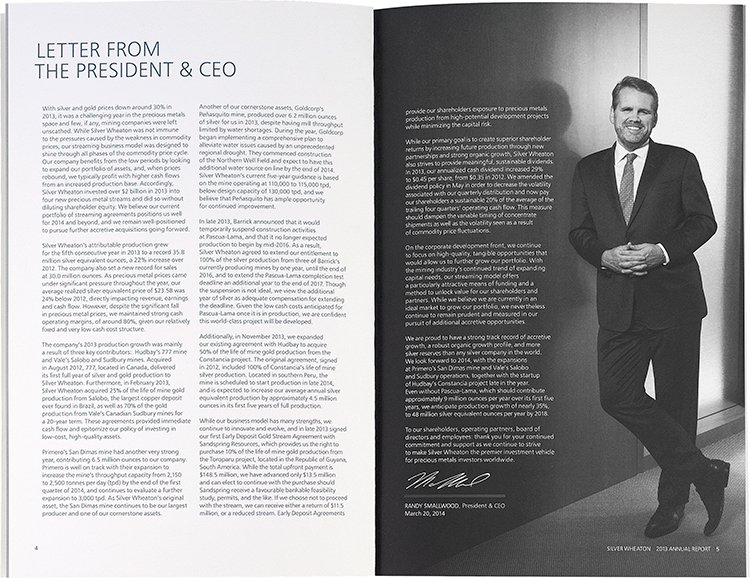 LETTER FROM
THE PRESIDENT & CEO
With silver and gold prices down around 30% in
2013, it was a challenging year in the precious metals
space and few, if any, mining companies were left
unscathed. While Silver Wheaton was not immune
to the pressures caused by the weakness in commodity
prices, our streaming business model was designed to
shine through all phases of the commodity price cycle.
Our company benefits from the low periods by looking
to expand our portfolio of assets, and, when prices
rebound, we typically profit with higher cash flows
from an increased production base. Accordingly,
Silver Wheaton invested over $2 billion in 2013 into
four new precious metal streams and did so without
diluting shareholder equity. We believe our current
portfolio of streaming agreements positions us well
for 2014 and beyond, and we remain well-positioned
to pursue further accretive acquisitions going forward.
Silver Wheaton's attributable production grew
for the fifth consecutive year in 2013 to a record 35.8
million silver equivalent ounces, a 22% increase over
2012. The company also set a new record for sales
at 30.0 million ounces. As precious metal prices came
under significant pressure throughout the year, our
average realized silver equivalent price of $23.58 was
24% below 2012, directly impacting revenue, earnings
and cash flow. However, despite the significant fall
in precious metal prices, we maintained strong cash
operating margins, of around 80%, given our relatively
fixed and very low cash cost structure.
The company's 2013 production growth was mainly
a result of three key contributors: Hudbay's 777 mine
and Vale's Salobo and Sudbury mines. Acquired
in August 2012, 777, located in Canada, delivered
its first full year of silver and gold production to
Silver Wheaton. Furthermore, in February 2013,
Silver Wheaton acquired 25% of the life of mine gold
production from Salobo, the largest copper deposit
ever found in Brazil, as well as 70% of the gold
production from Vale's Canadian Sudbury mines for
a 20-year term. These agreements provided immediate
cash flow and epitomize our policy of investing in
low-cost, high-quality assets.
Primero's San Dimas mine had another very strong
year, contributing 6.5 million ounces to our company.
Primero is well on track with their expansion to
increase the mine's throughput capacity from 2,150
to 2,500 tonnes per day (tpd) by the end of the first
quarter of 2014, and continues to evaluate a further
expansion to 3,000 tpd. As Silver Wheaton's original
asset, the San Dimas mine continues to be our largest
producer and one of our cornerstone assets.
4
Another of our cornerstone assets, Goldcorp's
Peñasquito mine, produced over 6.2 million ounces
of silver for us in 2013, despite having mill throughput
limited by water shortages. During the year, Goldcorp
began implementing a comprehensive plan to
alleviate water issues caused by an unprecedented
regional drought. They commenced construction
of the Northern Well Field and expect to have this
additional water source on line by the end of 2014.
Silver Wheaton's current five-year guidance is based
on the mine operating at 110,000 to 115,000 tpd,
below design capacity of 130,000 tpd, and we
believe that Peñasquito has ample opportunity
for continued improvement.
In late 2013, Barrick announced that it would
temporarily suspend construction activities
at Pascua-Lama, and that it no longer expected
production to begin by mid-2016. As a result,
Silver Wheaton agreed to extend our entitlement to
100% of the silver production from three of Barrick's
currently producing mines by one year, until the end of
2016, and to extend the Pascua-Lama completion test
deadline an additional year to the end of 2017. Though
the suspension is not ideal, we view the additional
year of silver as adequate compensation for extending
the deadline. Given the low cash costs anticipated for
Pascua-Lama once it is in production, we are confident
this world-class project will be developed.
Additionally, in November 2013, we expanded
our existing agreement with Hudbay to acquire
50% of the life of mine gold production from the
Constancia project. The original agreement, signed
in 2012, included 100% of Constancia's life of mine
silver production. Located in southern Peru, the
mine is scheduled to start production in late 2014,
and is expected to increase our average annual silver
equivalent production by approximately 4.5 million
ounces in its first five years of full production.
While our business model has many strengths, we
continue to innovate and evolve, and in mid 2013 signed
our first Early Deposit Gold Stream Agreement with
Sandspring Resources, which provides us the right to
purchase 10% of the life of mine gold production from
the Toroparu project, located in the Republic of Guyana,
South America. While the total upfront payment is
$148.5 million, we have advanced only $13.5 million
and can elect to continue with the purchase should
Sandspring receive a favourable bankable feasibility
study, permits, and the like. If we choose not to proceed
with the stream, we can receive either a return of $11.5
million, or a reduced stream. Early Deposit Agreements
provide our shareholders exposure to precious metals
production from high-potential development projects
while minimizing the capital risk.
While our primary goal is to create superior shareholder
returns by increasing future production through new
partnerships and strong organic growth, Silver Wheaton
also strives to provide meaningful, sustainable dividends.
In 2013, our annualized cash dividend increased 29%
to $0.45 per share, from $0.35 in 2012. We amended the
dividend policy in May in order to decrease the volatility
associated with our quarterly distribution and now pay
our shareholders a sustainable 20% of the average of the
trailing four quarters' operating cash flow. This measure
should dampen the variable timing of concentrate
shipments as well as the volatility seen as a result
of commodity price fluctuations.
On the corporate development front, we continue
to focus on high-quality, tangible opportunities that
would allow us to further grow our portfolio. With
the mining industry's continued trend of expanding
capital needs, our streaming model offers
a particularly attractive means of funding and a
method to unlock value for our shareholders and
partners. While we believe we are currently in an
ideal market to grow our portfolio, we nevertheless
continue to remain prudent and measured in our
pursuit of additional accretive opportunities.
We are proud to have a strong track record of accretive
growth, a robust organic growth profile, and more
silver reserves than any silver company in the world.
We look forward to 2014, with the expansions
at Primero's San Dimas mine and Vale's Salobo
and Sudbury operations, together with the startup
of Hudbay's Constancia project late in the year.
Even without Pascua-Lama, which should contribute
approximately 9 million ounces per year over its first five
years, we anticipate production growth of nearly 35%,
to 48 million silver equivalent ounces per year by 2018.
To our shareholders, operating partners, board of
directors and employees: thank you for your continued
commitment and support as we continue to strive
to make Silver Wheaton the premier investment vehicle
for precious metals investors worldwide.
RANDY SMALLWOOD, President & CEO
March 20, 2014
SILVER WHEATON 2013 ANNUAL REPORT 5